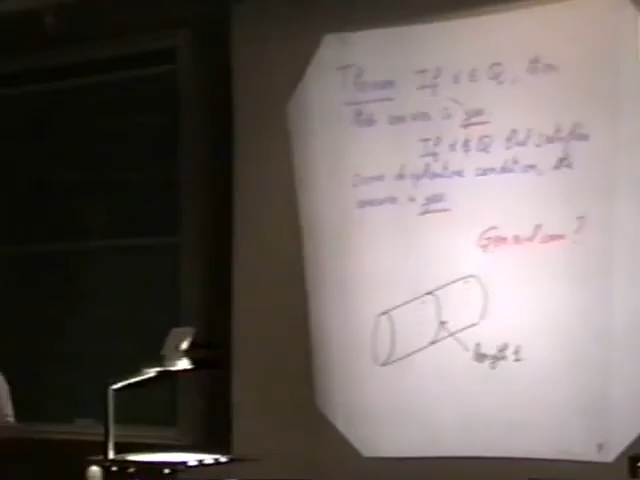 Theorem If α ∈ Q, then
the answer is yes
If α ∉ Q but satisfies
some diophantine condition, the
answer is yes
General case?
length 1